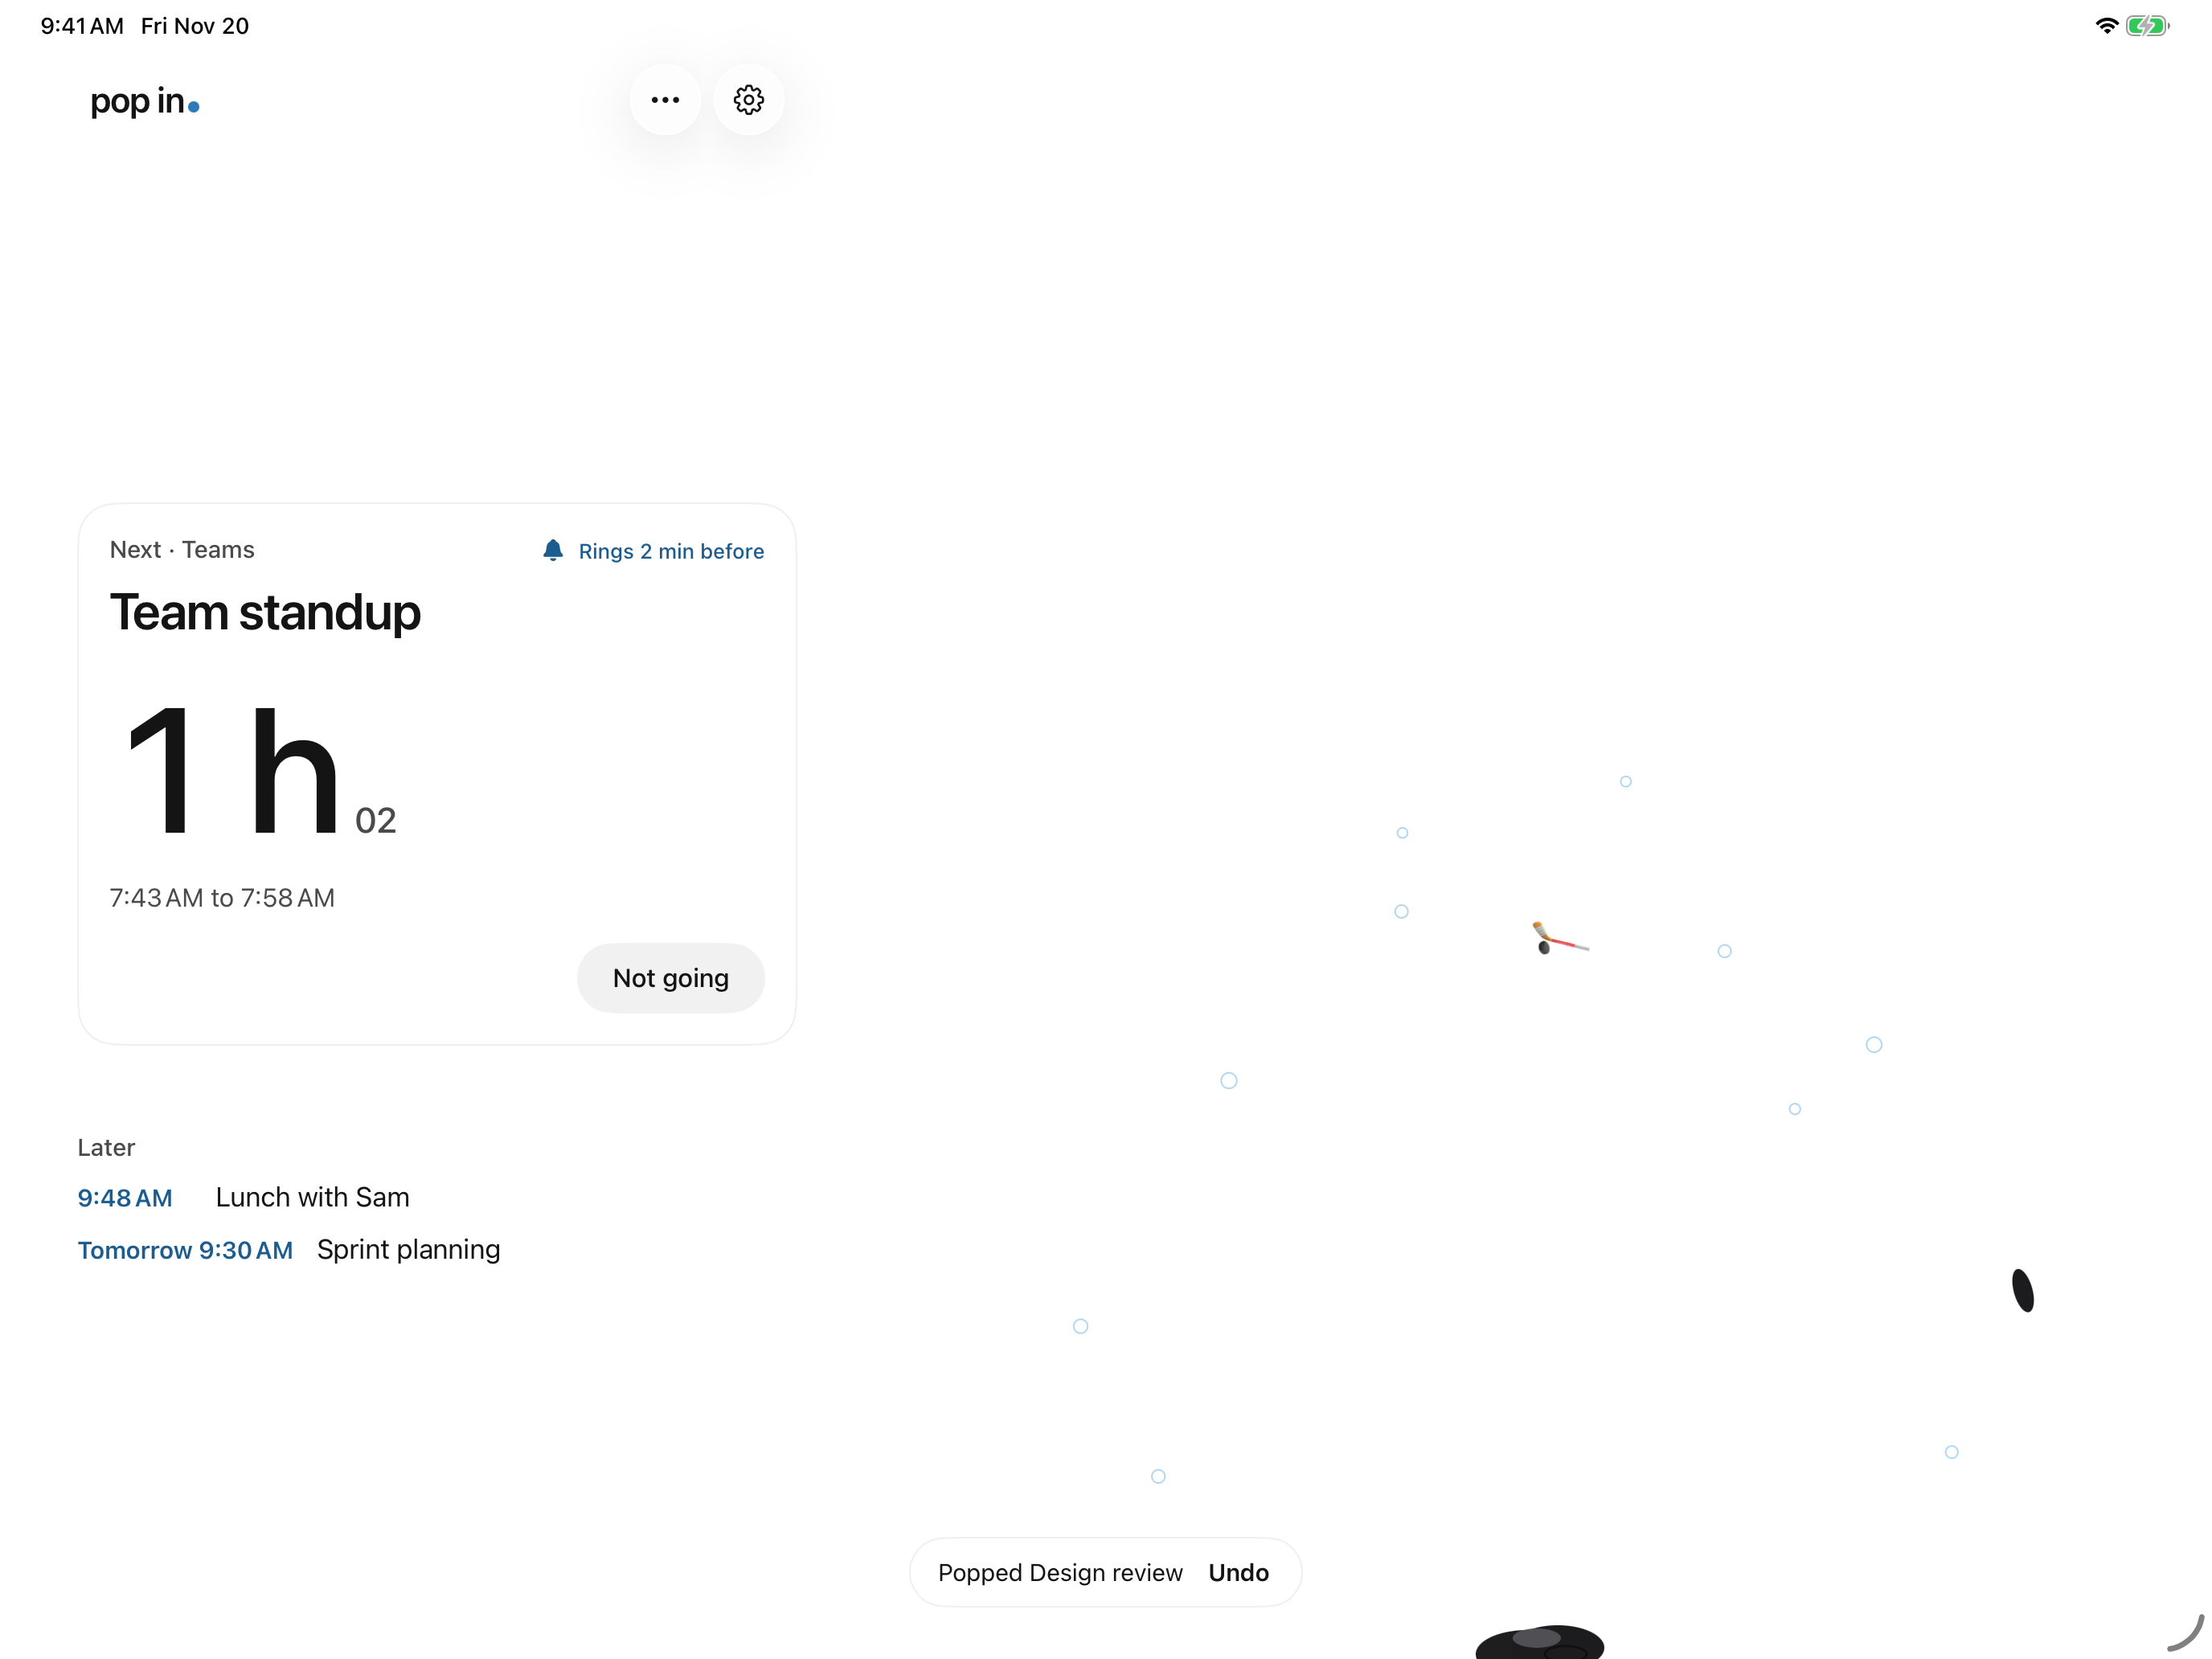 9:41 AM Fri Nov 20
pop in
Next · Teams
Rings 2 min before
Team standup
1 h 02
7:43 AM to 7:58 AM
Not going
Later
9:48 AM Lunch with Sam
Tomorrow 9:30 AM Sprint planning
Popped Design review Undo